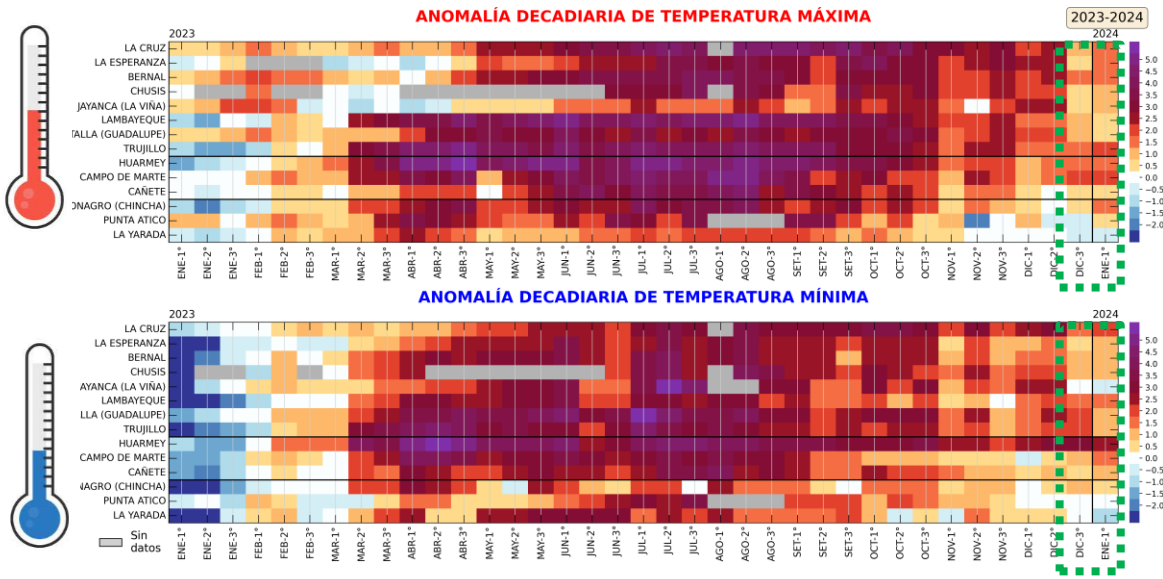 ANOMALÍA DECADIARIA DE TEMPERATURA MÁXIMA
2023-2024
2023
2024
LA CRUZ
LA ESPERANZA
BERNAL
CHUSIS
JAYANCA (LA VIÑA)
LAMBAYEQUE
TALLA (GUADALUPE)
TRUJILLO
HUARMEY
CAMPO DE MARTE
CAÑETE
ONAGRO (CHINCHA)
PUNTA ATICO
LA YARADA
5.0
4.5
4.0
3.5
3.0
2.5
2.0
1.5
1.0
0.5
0.0
−0.5
−1.0
−1.5
−2.0
ENE-1° ENE-2° ENE-3° FEB-1° FEB-2° FEB-3° MAR-1° MAR-2° MAR-3° ABR-1° ABR-2° ABR-3° MAY-1° MAY-2° MAY-3° JUN-1° JUN-2° JUN-3° JUL-1° JUL-2° JUL-3° AGO-1° AGO-2° AGO-3° SET-1° SET-2° SET-3° OCT-1° OCT-2° OCT-3° NOV-1° NOV-2° NOV-3° DIC-1° DIC-2° DIC-3 ENE-1°
ANOMALÍA DECADIARIA DE TEMPERATURA MÍNIMA
2023
2024
LA CRUZ
LA ESPERANZA
BERNAL
CHUSIS
AYANCA (LA VIÑA)
LAMBAYEQUE
LLA (GUADALUPE)
TRUJILLO
HUARMEY
CAMPO DE MARTE
CAÑETE
NAGRO (CHINCHA)
PUNTA ATICO
LA YARADA
5.0
4.5
4.0
3.5
3.0
2.5
2.0
1.5
1.0
0.5
0.0
−0.5
−1.0
−1.5
−2.0
Sin
datos
ENE-1° ENE-2° ENE-3° FEB-1° FEB-2° FEB-3° MAR-1° MAR-2° MAR-3° ABR-1° ABR-2° ABR-3° MAY-1° MAY-2° MAY-3° JUN-1° JUN-2° JUN-3° JUL-1° JUL-2° JUL-3° AGO-1° AGO-2° AGO-3° SET-1° SET-2° SET-3° OCT-1° OCT-2° OCT-3° NOV-1° NOV-2° NOV-3° DIC-1° DIC-2° DIC-3° ENE-1°